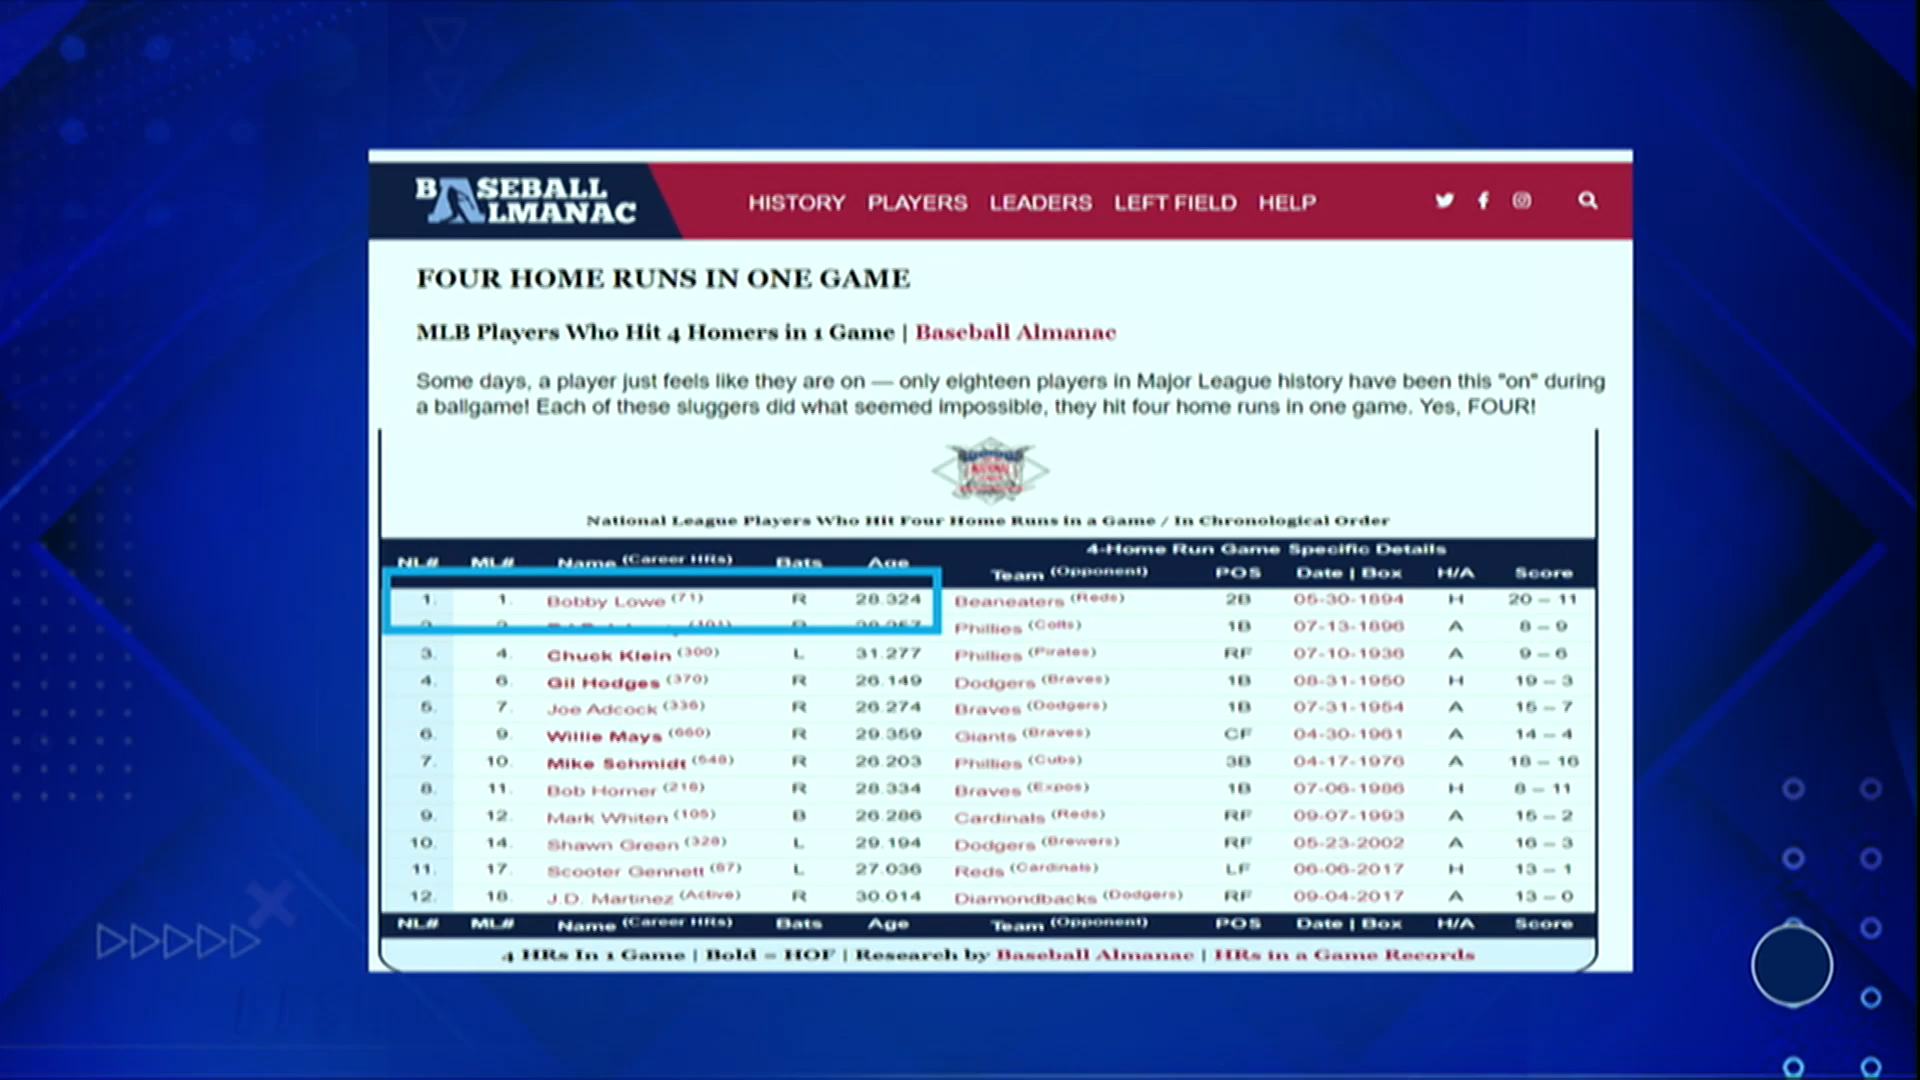 BASEBALL ALMANAC
HISTORY PLAYERS LEADERS LEFT FIELD HELP
FOUR HOME RUNS IN ONE GAME
MLB Players Who Hit 4 Homers in 1 Game | Baseball Almanac
Some days, a player just feels like they are on — only eighteen players in Major League history have been this "on" during
a ballgame! Each of these sluggers did what seemed impossible, they hit four home runs in one game. Yes, FOUR!
National League Players Who Hit Four Home Runs in a Game / In Chronological Order
4-Home Run Game Specific Details
NL# ML# Name (Career HRs) Bats Age Team (Opponent) POS Date | Box H/A Score
1. 1. Bobby Lowe (71) R 28.324 Beaneaters (Reds) 2B 05-30-1894 H 20 – 11
Phillies (Colts) 1B 07-13-1896 A 8 – 9
3. 4. Chuck Klein (300) L 31.277 Phillies (Pirates) RF 07-10-1936 A 9 – 6
4. 6. Gil Hodges (370) R 26.149 Dodgers (Braves) 1B 08-31-1950 H 19 – 3
5. 7. Joe Adcock (336) R 26.274 Braves (Dodgers) 1B 07-31-1954 A 15 – 7
6. 9. Willie Mays (660) R 29.359 Giants (Braves) CF 04-30-1961 A 14 – 4
7. 10. Mike Schmidt (548) R 26.203 Phillies (Cubs) 3B 04-17-1976 A 18 – 16
8. 11. Bob Horner (218) R 28.334 Braves (Expos) 1B 07-06-1986 H 8 – 11
9. 12. Mark Whiten (105) B 26.286 Cardinals (Reds) RF 09-07-1993 A 15 – 2
10. 14. Shawn Green (328) L 29.194 Dodgers (Brewers) RF 05-23-2002 A 16 – 3
11. 17. Scooter Gennett (87) L 27.036 Reds (Cardinals) LF 06-06-2017 H 13 – 1
12. 18. J.D. Martinez (Active) R 30.014 Diamondbacks (Dodgers) RF 09-04-2017 A 13 – 0
NL# ML# Name (Career HRs) Bats Age Team (Opponent) POS Date | Box H/A Score
4 HRs In 1 Game | Bold = HOF | Research by Baseball Almanac | HRs in a Game Records